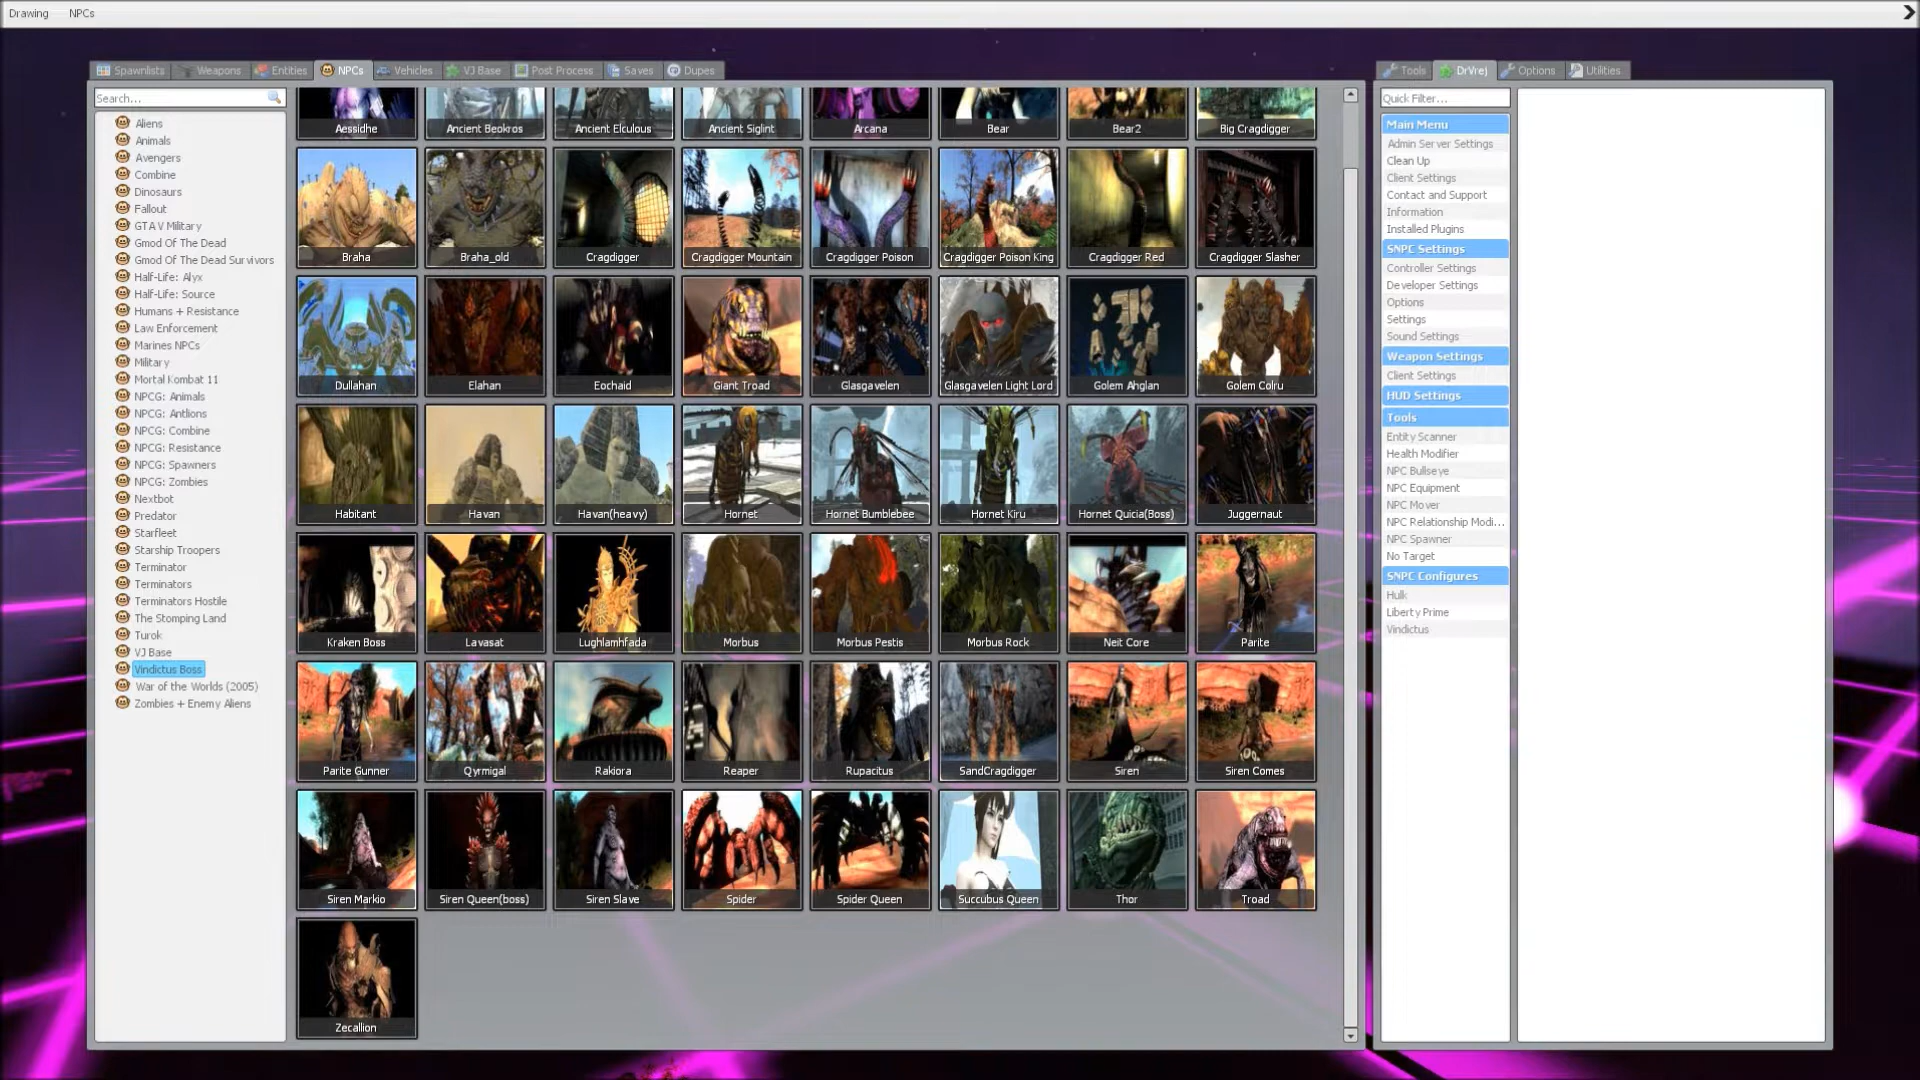 Drawing NPCs
Spawnlists Weapons Entities NPCs Vehicles VJ Base Post Process Saves Dupes
Tools DrVrej Options Utilities
Search...
Aliens
Animals
Avengers
Combine
Dinosaurs
Fallout
GTA V Military
Gmod Of The Dead
Gmod Of The Dead Survivors
Half-Life: Alyx
Half-Life: Source
Humans + Resistance
Law Enforcement
Marines NPCs
Military
Mortal Kombat 11
NPCG: Animals
NPCG: Antlions
NPCG: Combine
NPCG: Resistance
NPCG: Spawners
NPCG: Zombies
Nextbot
Predator
Starfleet
Starship Troopers
Terminator
Terminators
Terminators Hostile
The Stomping Land
Turok
VJ Base
Vindictus Boss
War of the Worlds (2005)
Zombies + Enemy Aliens
Aessidhe Ancient Beokros Ancient Elculous Ancient Siglint Arcana Bear Bear2 Big Cragdigger
Braha Braha_old Cragdigger Cragdigger Mountain Cragdigger Poison Cragdigger Poison King Cragdigger Red Cragdigger Slasher
Dullahan Elahan Eochaid Giant Troad Glasgavelen Glasgavelen Light Lord Golem Ahglan Golem Colru
Habitant Havan Havan(heavy) Hornet Hornet Bumblebee Hornet Kiru Hornet Quicia(Boss) Juggernaut
Kraken Boss Lavasat Lughlamhfada Morbus Morbus Pestis Morbus Rock Neit Core Parite
Parite Gunner Qyrmigal Rakiora Reaper Rupacitus SandCragdigger Siren Siren Comes
Siren Markio Siren Queen(boss) Siren Slave Spider Spider Queen Succubus Queen Thor Troad
Zecallion
Quick Filter...
Main Menu
Admin Server Settings
Clean Up
Client Settings
Contact and Support
Information
Installed Plugins
SNPC Settings
Controller Settings
Developer Settings
Options
Settings
Sound Settings
Weapon Settings
Client Settings
HUD Settings
Tools
Entity Scanner
Health Modifier
NPC Bullseye
NPC Equipment
NPC Mover
NPC Relationship Modi...
NPC Spawner
No Target
SNPC Configures
Hulk
Liberty Prime
Vindictus